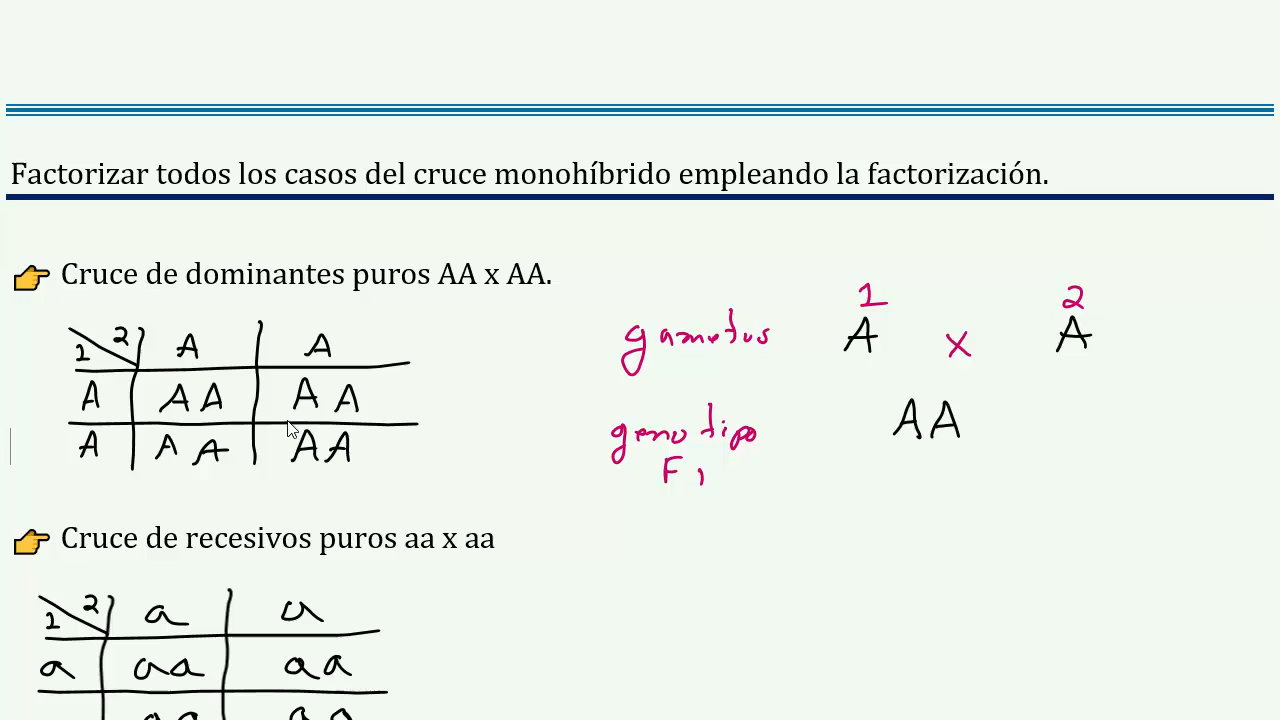 Factorizar todos los casos del cruce monohíbrido empleando la factorización.
Cruce de dominantes puros AA x AA.
1 2 A A
A AA AA
A AA AA
1 2
gametos A x A
genotipo AA
F1
Cruce de recesivos puros aa x aa
1 2 a a
a aa aa
aa aa